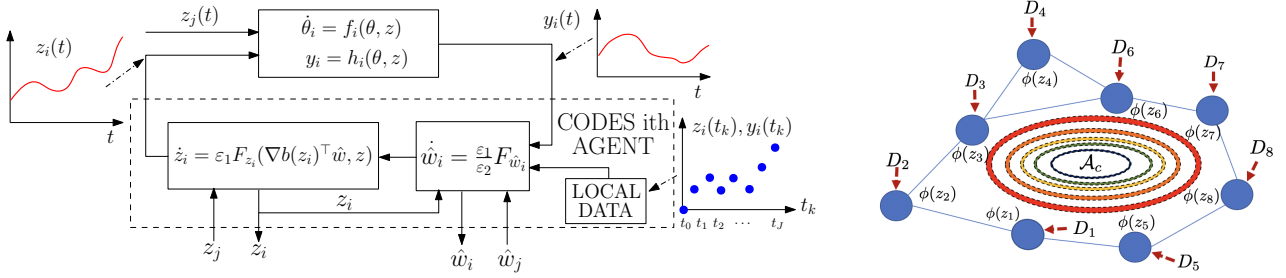 z_j(t)
z_i(t)
t
θ̇_i = f_i(θ, z)
y_i = h_i(θ, z)
y_i(t)
t
CODES ith
AGENT
ż_i = ε_1 F_{z_i}(∇b(z_i)^⊤ ŵ, z)
ŵ̇_i = ε_1/ε_2 F_{ŵ_i}
LOCAL
DATA
z_i
z_j
z_i
ŵ_i
ŵ_j
z_i(t_k), y_i(t_k)
t_k
t_0 t_1 t_2 ⋯ t_J
D_4
D_6
D_7
D_3
D_2
D_8
D_1
D_5
ϕ(z_4)
ϕ(z_6)
ϕ(z_7)
ϕ(z_3)
𝒜_c
ϕ(z_2)
ϕ(z_8)
ϕ(z_1)
ϕ(z_5)